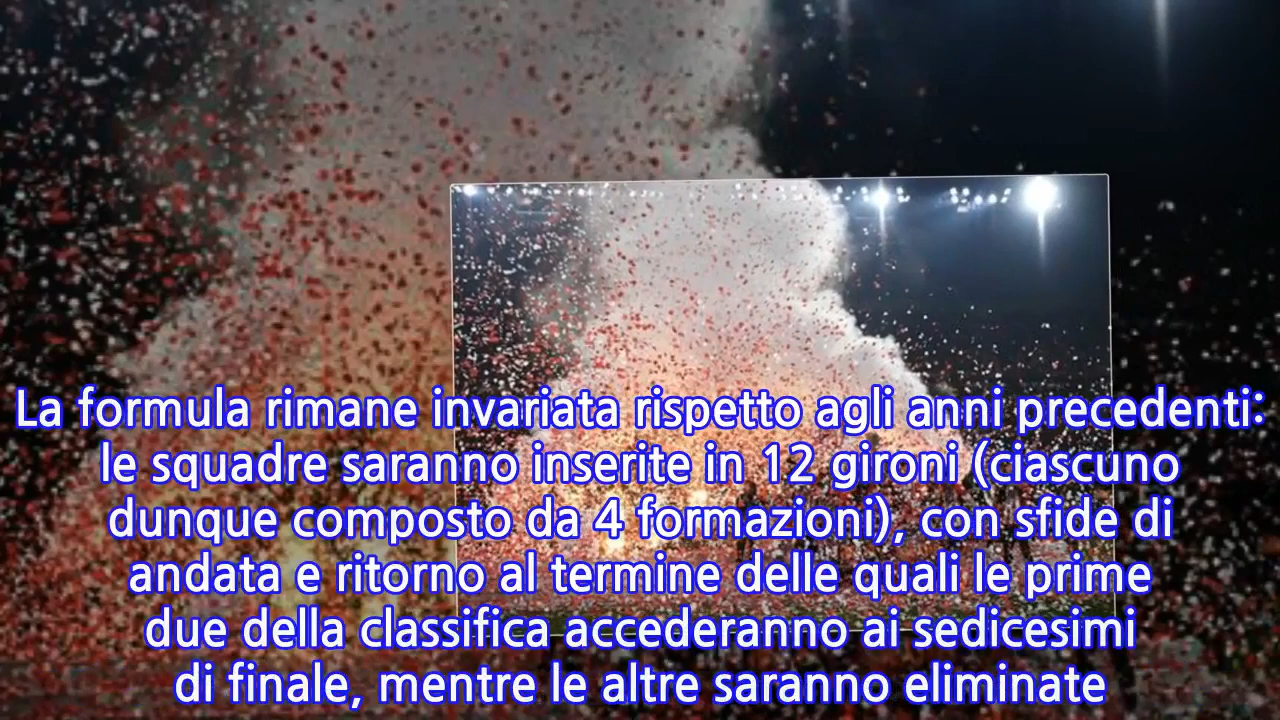 La formula rimane invariata rispetto agli anni precedenti:
le squadre saranno inserite in 12 gironi (ciascuno
dunque composto da 4 formazioni), con sfide di
andata e ritorno al termine delle quali le prime
due della classifica accederanno ai sedicesimi
di finale, mentre le altre saranno eliminate